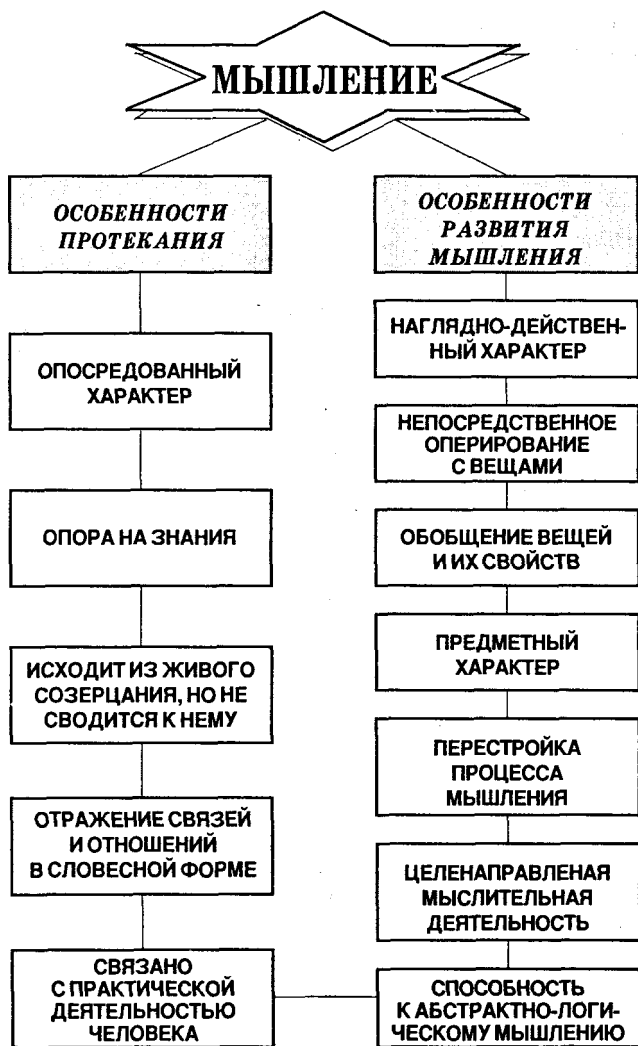 МЫШЛЕНИЕ
ОСОБЕННОСТИ
ПРОТЕКАНИЯ
ОПОСРЕДОВАННЫЙ
ХАРАКТЕР
ОПОРА НА ЗНАНИЯ
ИСХОДИТ ИЗ ЖИВОГО
СОЗЕРЦАНИЯ, НО НЕ
СВОДИТСЯ К НЕМУ
ОТРАЖЕНИЕ СВЯЗЕЙ
И ОТНОШЕНИЙ
В СЛОВЕСНОЙ ФОРМЕ
СВЯЗАНО
С ПРАКТИЧЕСКОЙ
ДЕЯТЕЛЬНОСТЬЮ
ЧЕЛОВЕКА
ОСОБЕННОСТИ
РАЗВИТИЯ
МЫШЛЕНИЯ
НАГЛЯДНО-ДЕЙСТВЕН-
НЫЙ ХАРАКТЕР
НЕПОСРЕДСТВЕННОЕ
ОПЕРИРОВАНИЕ
С ВЕЩАМИ
ОБОБЩЕНИЕ ВЕЩЕЙ
И ИХ СВОЙСТВ
ПРЕДМЕТНЫЙ
ХАРАКТЕР
ПЕРЕСТРОЙКА
ПРОЦЕССА
МЫШЛЕНИЯ
ЦЕЛЕНАПРАВЛЕНАЯ
МЫСЛИТЕЛЬНАЯ
ДЕЯТЕЛЬНОСТЬ
СПОСОБНОСТЬ
К АБСТРАКТНО-ЛОГИ-
ЧЕСКОМУ МЫШЛЕНИЮ